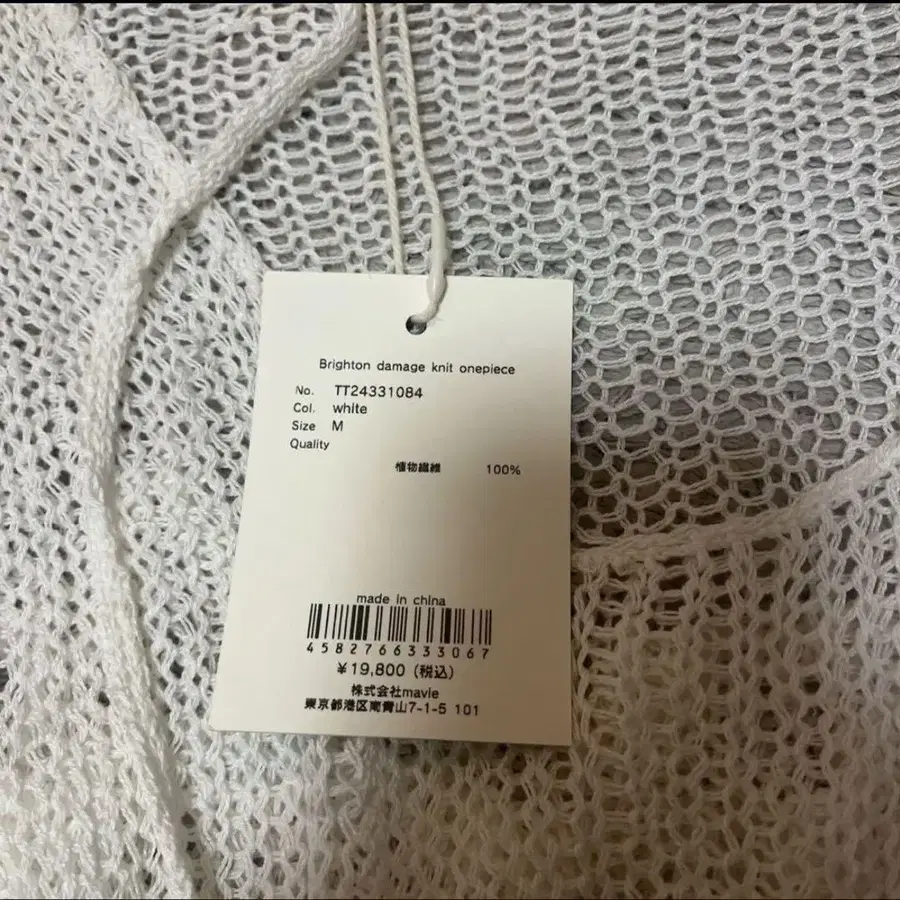 Brighton damage knit onepiece
No. TT24331084
Col. white
Size M
Quality
植物繊維 100%
made in china
4582766333067
¥19,800 (税込)
株式会社mavie
東京都港区南青山7-1-5 101